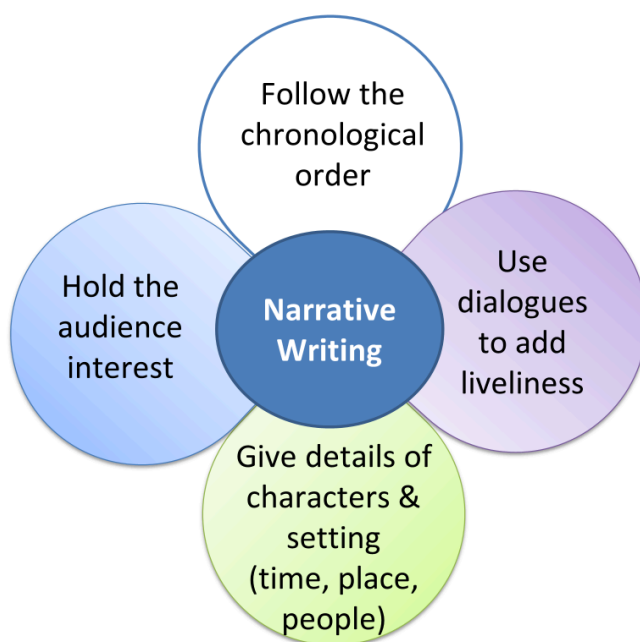 Follow the
chronological
order
Hold the
audience
interest
Narrative
Writing
Use
dialogues
to add
liveliness
Give details of
characters &
setting
(time, place,
people)